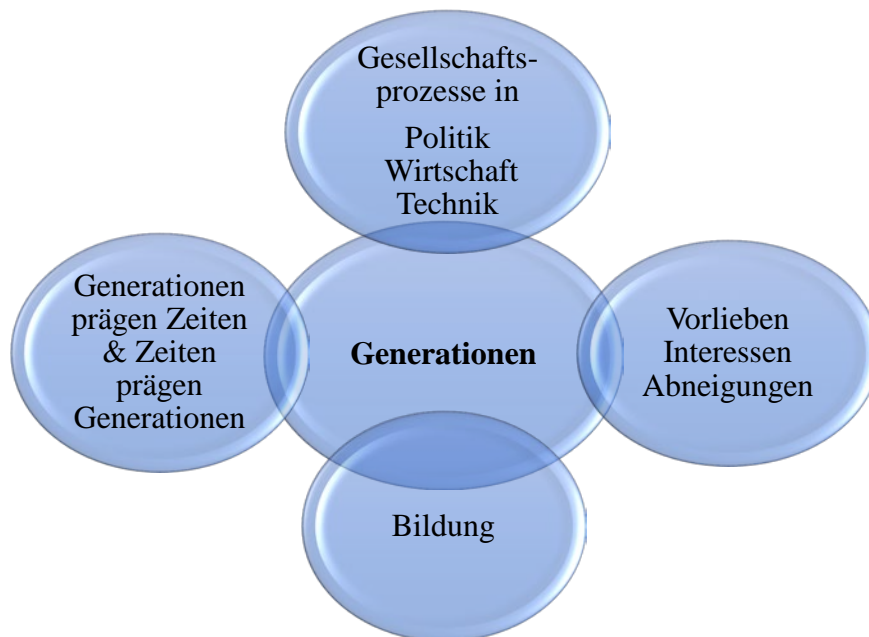 Gesellschafts-
prozesse in
Politik
Wirtschaft
Technik
Generationen
prägen Zeiten
& Zeiten
prägen
Generationen
Generationen
Vorlieben
Interessen
Abneigungen
Bildung